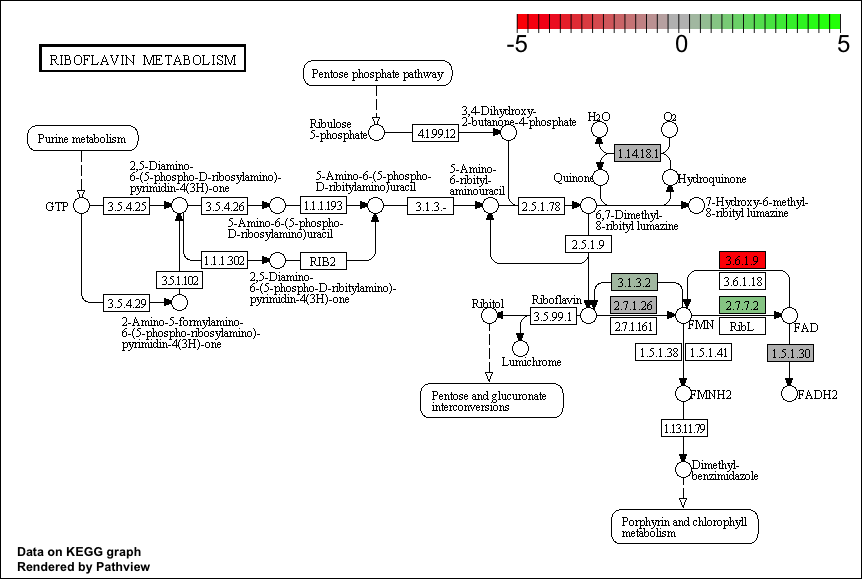 -5 0 5
RIBOFLAVIN METABOLISM
Pentose phosphate pathway
Purine metabolism
Ribulose
5-phosphate
4.1.99.12
3,4-Dihydroxy-
2-butanone-4-phosphate
H2O
O2
1.14.18.1
Quinone
Hydroquinone
2,5-Diamino-
6-(5-phospho-D-ribosylamino)-
pyrimidin-4(3H)-one
5-Amino-6-(5-phospho-
D-ribitylamino)uracil
5-Amino-
6-ribityl-
aminouracil
GTP
3.5.4.25
3.5.4.26
1.1.1.193
3.1.3.-
2.5.1.78
7-Hydroxy-6-methyl-
8-ribityl lumazine
5-Amino-6-(5-phospho-
D-ribosylamino)uracil
6,7-Dimethyl-
8-ribityl lumazine
2.5.1.9
1.1.1.302
RIB2
3.5.1.102
2,5-Diamino-
6-(5-phospho-D-ribitylamino)-
pyrimidin-4(3H)-one
3.5.4.29
2-Amino-5-formylamino-
6-(5-phospho-ribosylamino)-
pyrimidin-4(3H)-one
3.6.1.9
3.6.1.18
3.1.3.2
2.7.1.26
2.7.7.2
Ribitol
Riboflavin
3.5.99.1
2.7.1.161
FMN
RibL
FAD
Lumichrome
1.5.1.38
1.5.1.41
1.5.1.30
Pentose and glucuronate
interconversions
FMNH2
FADH2
1.13.11.79
Dimethyl-
benzimidazole
Porphyrin and chlorophyll
metabolism
Data on KEGG graph
Rendered by Pathview